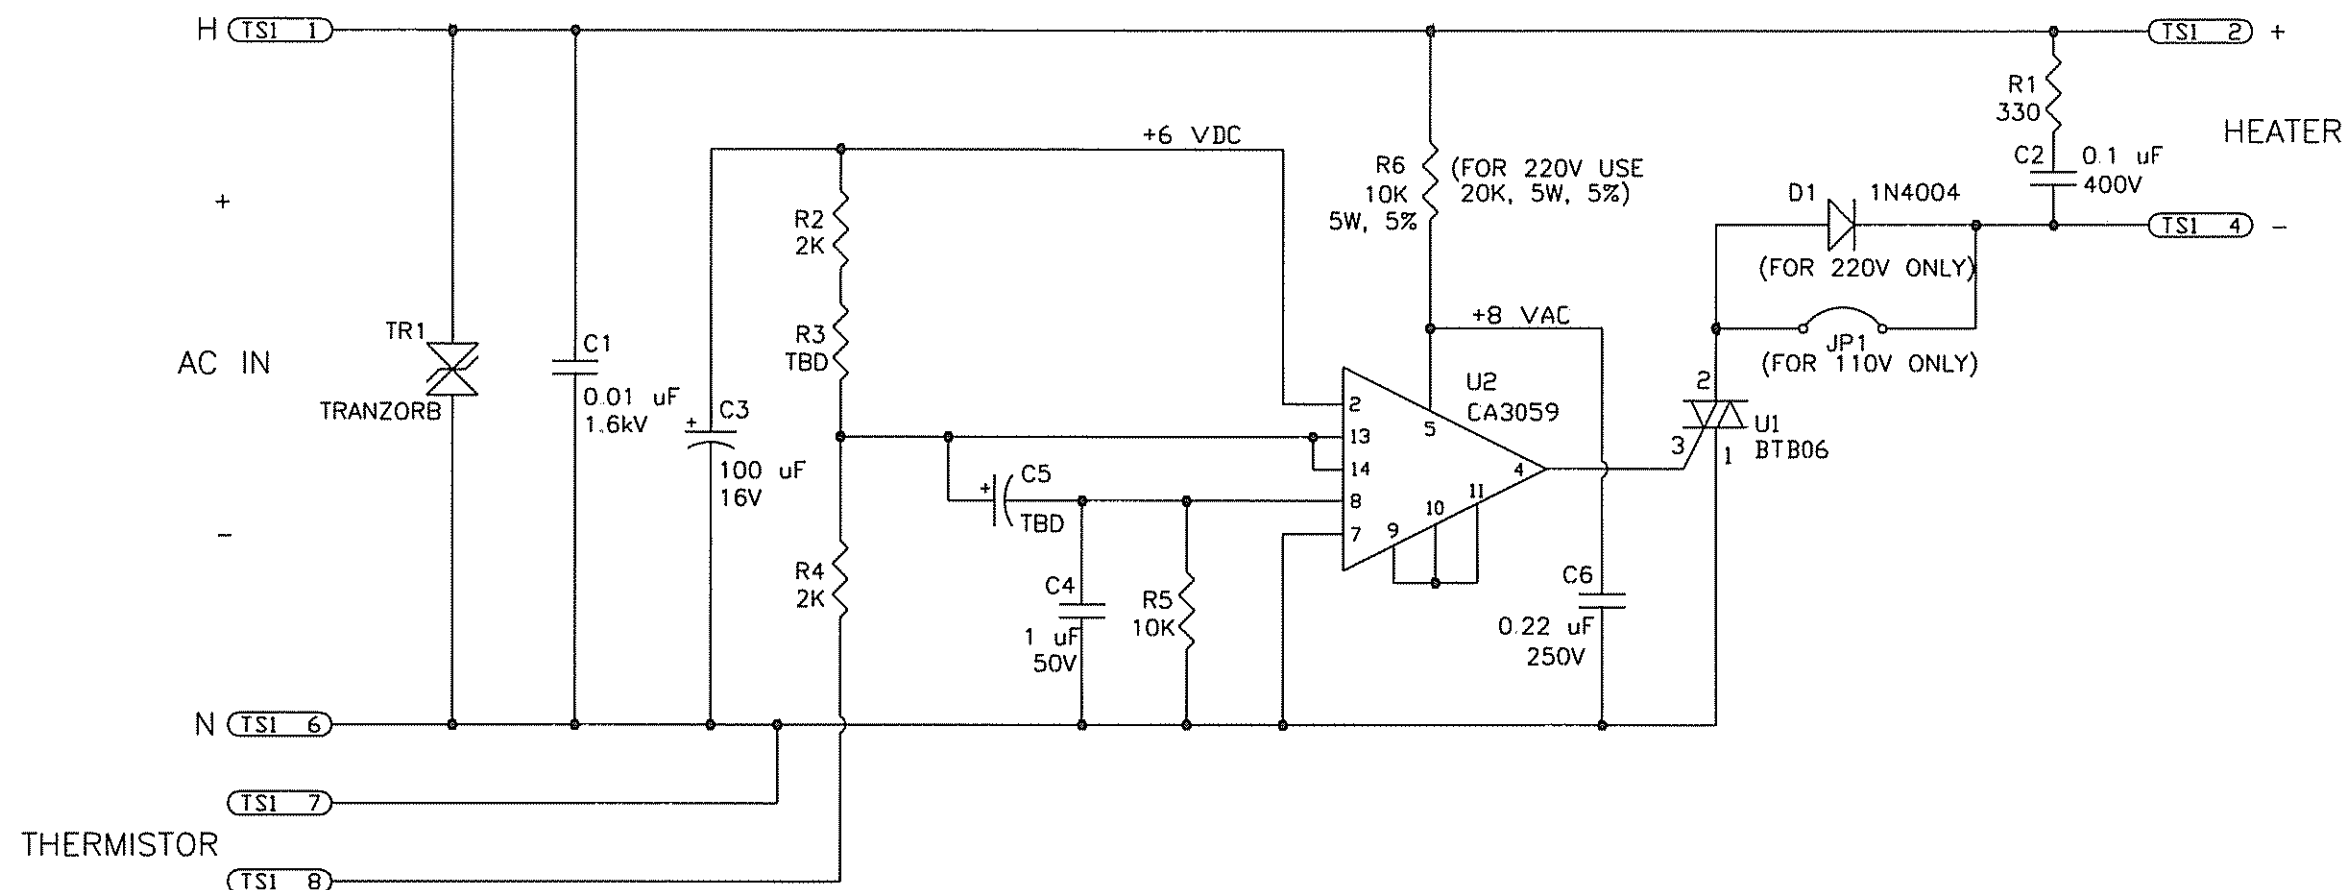 H TS1 1
TS1 2 +
R1
330
HEATER
+6 VDC
C2 0.1 uF
400V
R6 (FOR 220V USE
10K 20K, 5W, 5%)
5W, 5%
+
D1 1N4004
R2
2K
TS1 4 -
(FOR 220V ONLY)
+8 VAC
TR1
C1
R3
TBD
JP1
(FOR 110V ONLY)
AC IN
TRANZORB
0.01 uF
1.6kV
+ C3
100 uF
16V
U2
CA3059
2
13
14
8
7
5
4
9
10
11
2
3
1
U1
BTB06
+ C5
TBD
-
R4
2K
C4
1 uF
50V
R5
10K
C6
0.22 uF
250V
N TS1 6
TS1 7
THERMISTOR
TS1 8